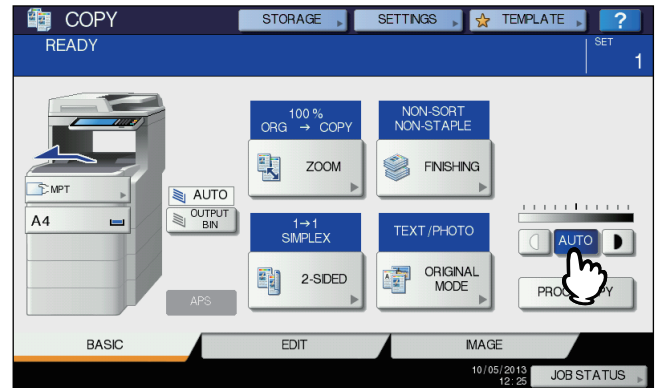 COPY
STORAGE
SETTINGS
TEMPLATE
?
READY
SET
1
100 %
ORG → COPY
ZOOM
NON-SORT
NON-STAPLE
FINISHING
MPT
A4
AUTO
OUTPUT
BIN
APS
1→1
SIMPLEX
2-SIDED
TEXT/PHOTO
ORIGINAL
MODE
AUTO
BASIC
EDIT
IMAGE
10/05/2013
12:25
JOB STATUS